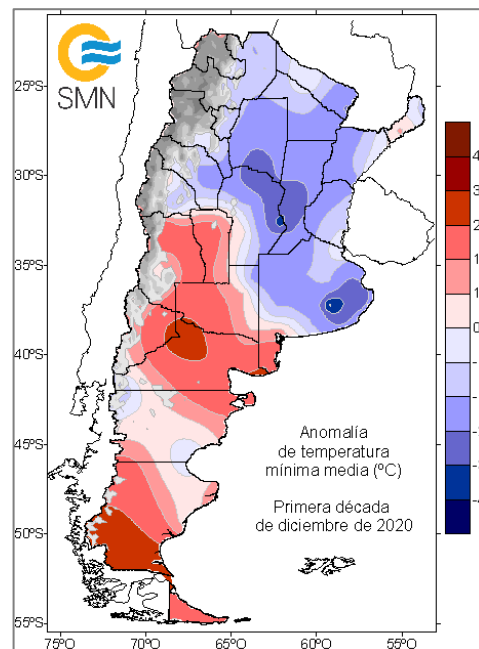 SMN
25ºS
30ºS
35ºS
40ºS
45ºS
50ºS
55ºS
75ºO
70ºO
65ºO
60ºO
55ºO
Anomalía
de temperatura
mínima media (ºC)
Primera década
de diciembre de 2020
4
3
2
1
0
-
-
-
-